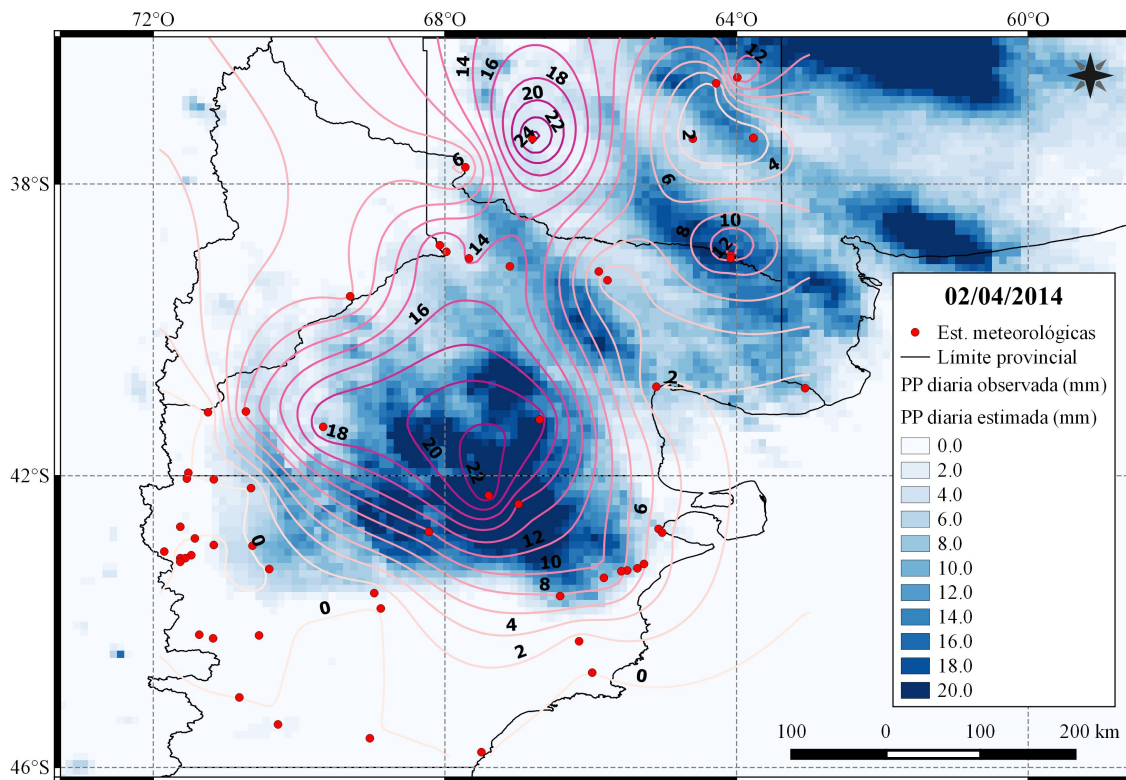 72°O 68°O 64°O 60°O
14 16 18 12
20 22
24 2
6 4
38°S 6
10
8
12
14
16
02/04/2014
Est. meteorológicas
Límite provincial
PP diaria observada (mm)
PP diaria estimada (mm)
0.0
2.0
4.0
6.0
8.0
10.0
12.0
14.0
16.0
18.0
20.0
2
18 20
42°S 22
6
12
0 10
8
0 4
2
0
100 0 100 200 km
46°S